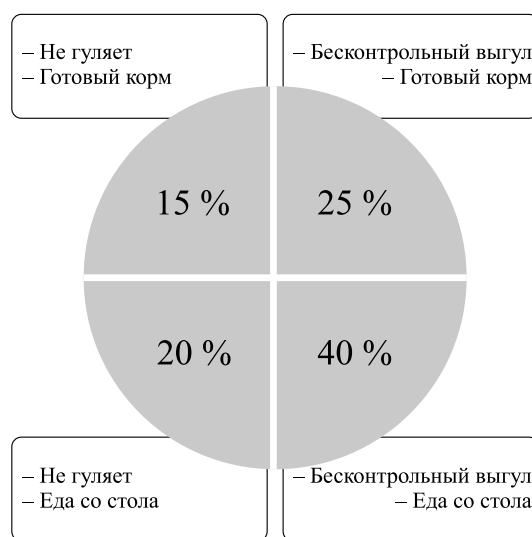 – Не гуляет
– Готовый корм
– Бесконтрольный выгул
– Готовый корм
15 %
25 %
20 %
40 %
– Не гуляет
– Еда со стола
– Бесконтрольный выгул
– Еда со стола